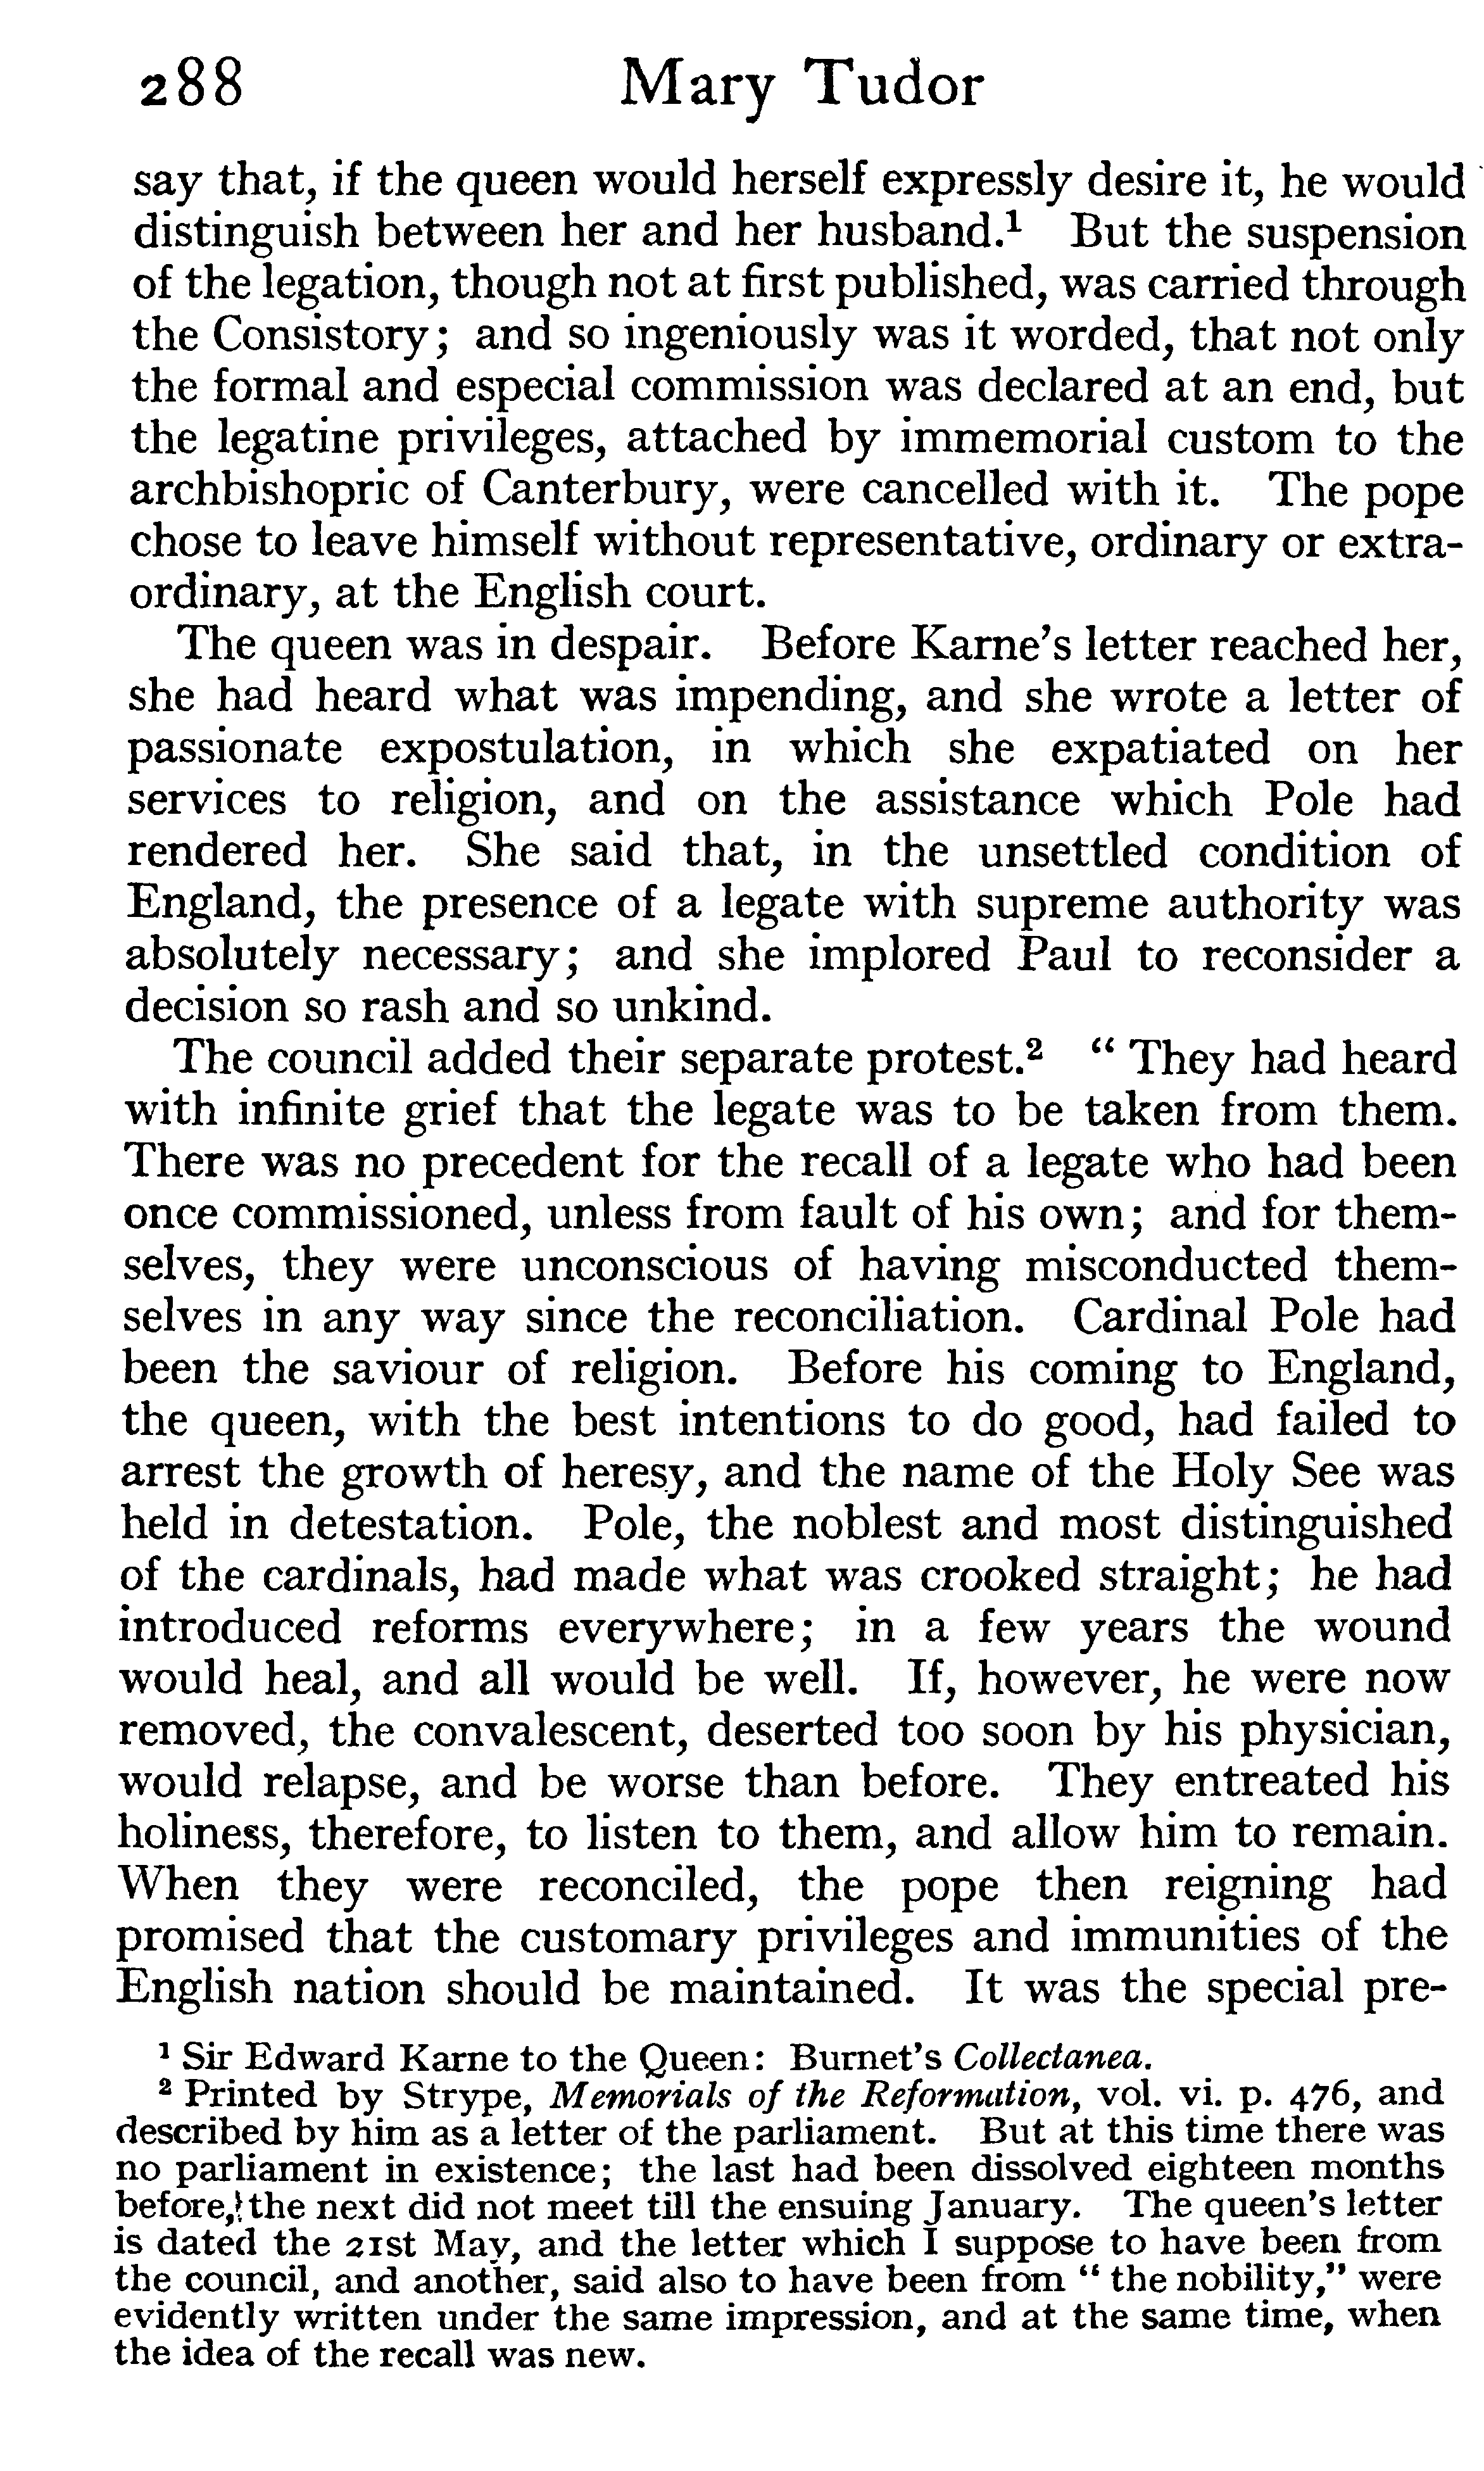 288 Mary Tudor
say that, if the queen would herself expressly desire it, he would
distinguish between her and her husband.¹ But the suspension
of the legation, though not at first published, was carried through
the Consistory; and so ingeniously was it worded, that not only
the formal and especial commission was declared at an end, but
the legatine privileges, attached by immemorial custom to the
archbishopric of Canterbury, were cancelled with it. The pope
chose to leave himself without representative, ordinary or extra-
ordinary, at the English court.
The queen was in despair. Before Karne's letter reached her,
she had heard what was impending, and she wrote a letter of
passionate expostulation, in which she expatiated on her
services to religion, and on the assistance which Pole had
rendered her. She said that, in the unsettled condition of
England, the presence of a legate with supreme authority was
absolutely necessary; and she implored Paul to reconsider a
decision so rash and so unkind.
The council added their separate protest.² “ They had heard
with infinite grief that the legate was to be taken from them.
There was no precedent for the recall of a legate who had been
once commissioned, unless from fault of his own; and for them-
selves, they were unconscious of having misconducted them-
selves in any way since the reconciliation. Cardinal Pole had
been the saviour of religion. Before his coming to England,
the queen, with the best intentions to do good, had failed to
arrest the growth of heresy, and the name of the Holy See was
held in detestation. Pole, the noblest and most distinguished
of the cardinals, had made what was crooked straight; he had
introduced reforms everywhere; in a few years the wound
would heal, and all would be well. If, however, he were now
removed, the convalescent, deserted too soon by his physician,
would relapse, and be worse than before. They entreated his
holiness, therefore, to listen to them, and allow him to remain.
When they were reconciled, the pope then reigning had
promised that the customary privileges and immunities of the
English nation should be maintained. It was the special pre-
¹ Sir Edward Karne to the Queen: Burnet's Collectanea.
² Printed by Strype, Memorials of the Reformation, vol. vi. p. 476, and
described by him as a letter of the parliament. But at this time there was
no parliament in existence; the last had been dissolved eighteen months
before, the next did not meet till the ensuing January. The queen's letter
is dated the 21st May, and the letter which I suppose to have been from
the council, and another, said also to have been from “ the nobility,” were
evidently written under the same impression, and at the same time, when
the idea of the recall was new.